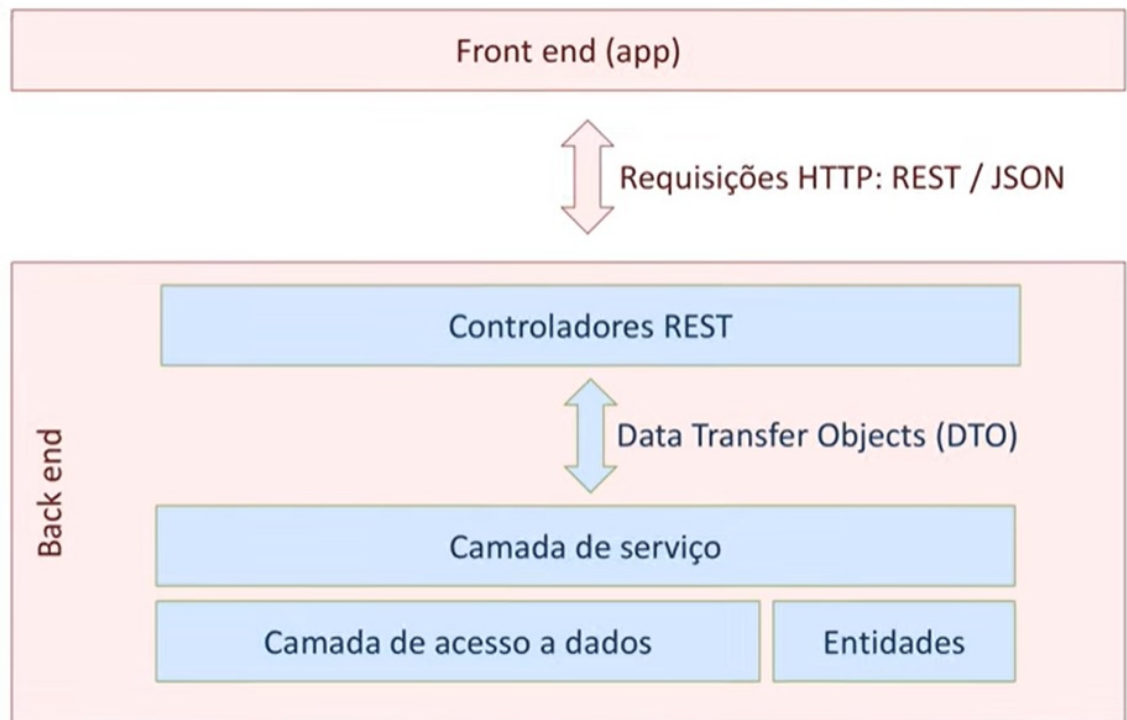 Front end (app)
Requisições HTTP: REST / JSON
Controladores REST
Data Transfer Objects (DTO)
Back end
Camada de serviço
Camada de acesso a dados
Entidades